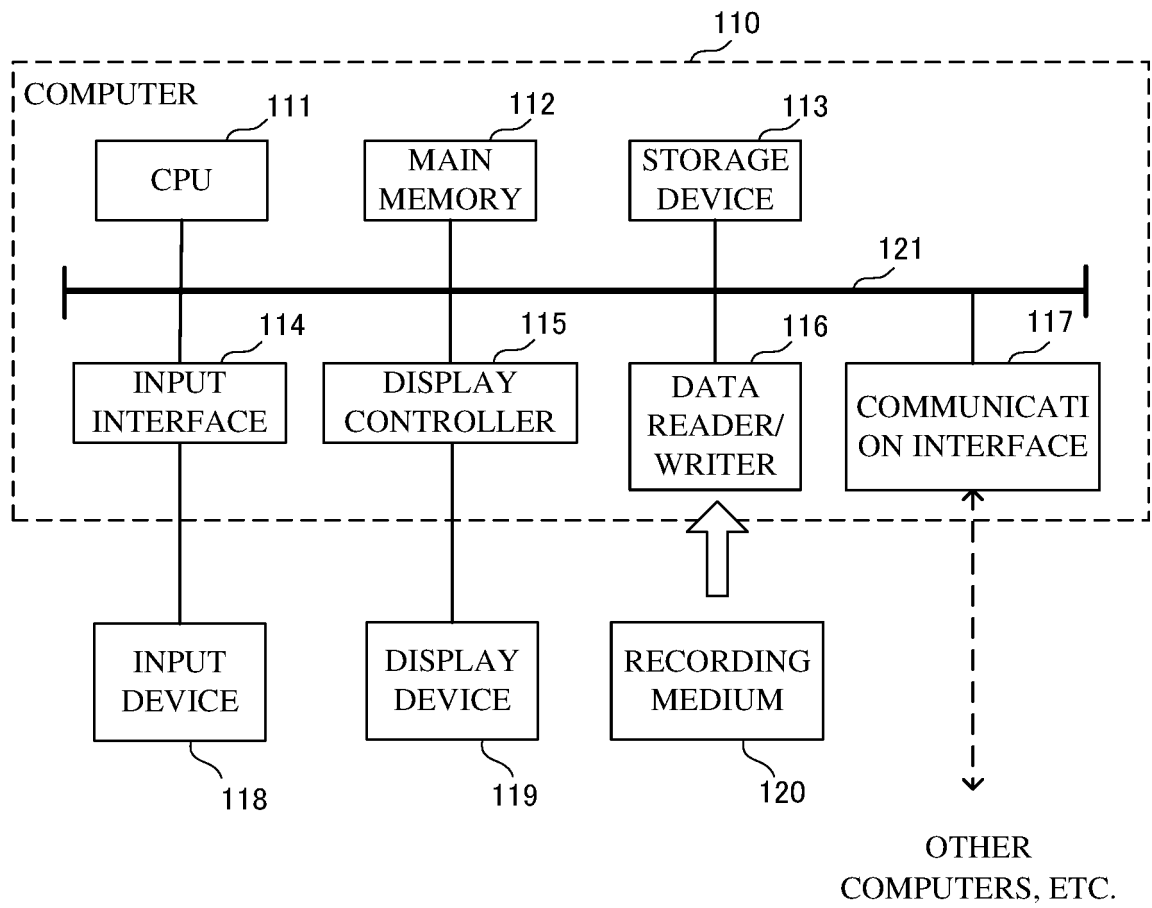 110
COMPUTER
111
112
113
CPU
MAIN
MEMORY
STORAGE
DEVICE
121
114
115
116
117
INPUT
INTERFACE
DISPLAY
CONTROLLER
DATA
READER/
WRITER
COMMUNICATI
ON INTERFACE
INPUT
DEVICE
DISPLAY
DEVICE
RECORDING
MEDIUM
118
119
120
OTHER
COMPUTERS, ETC.